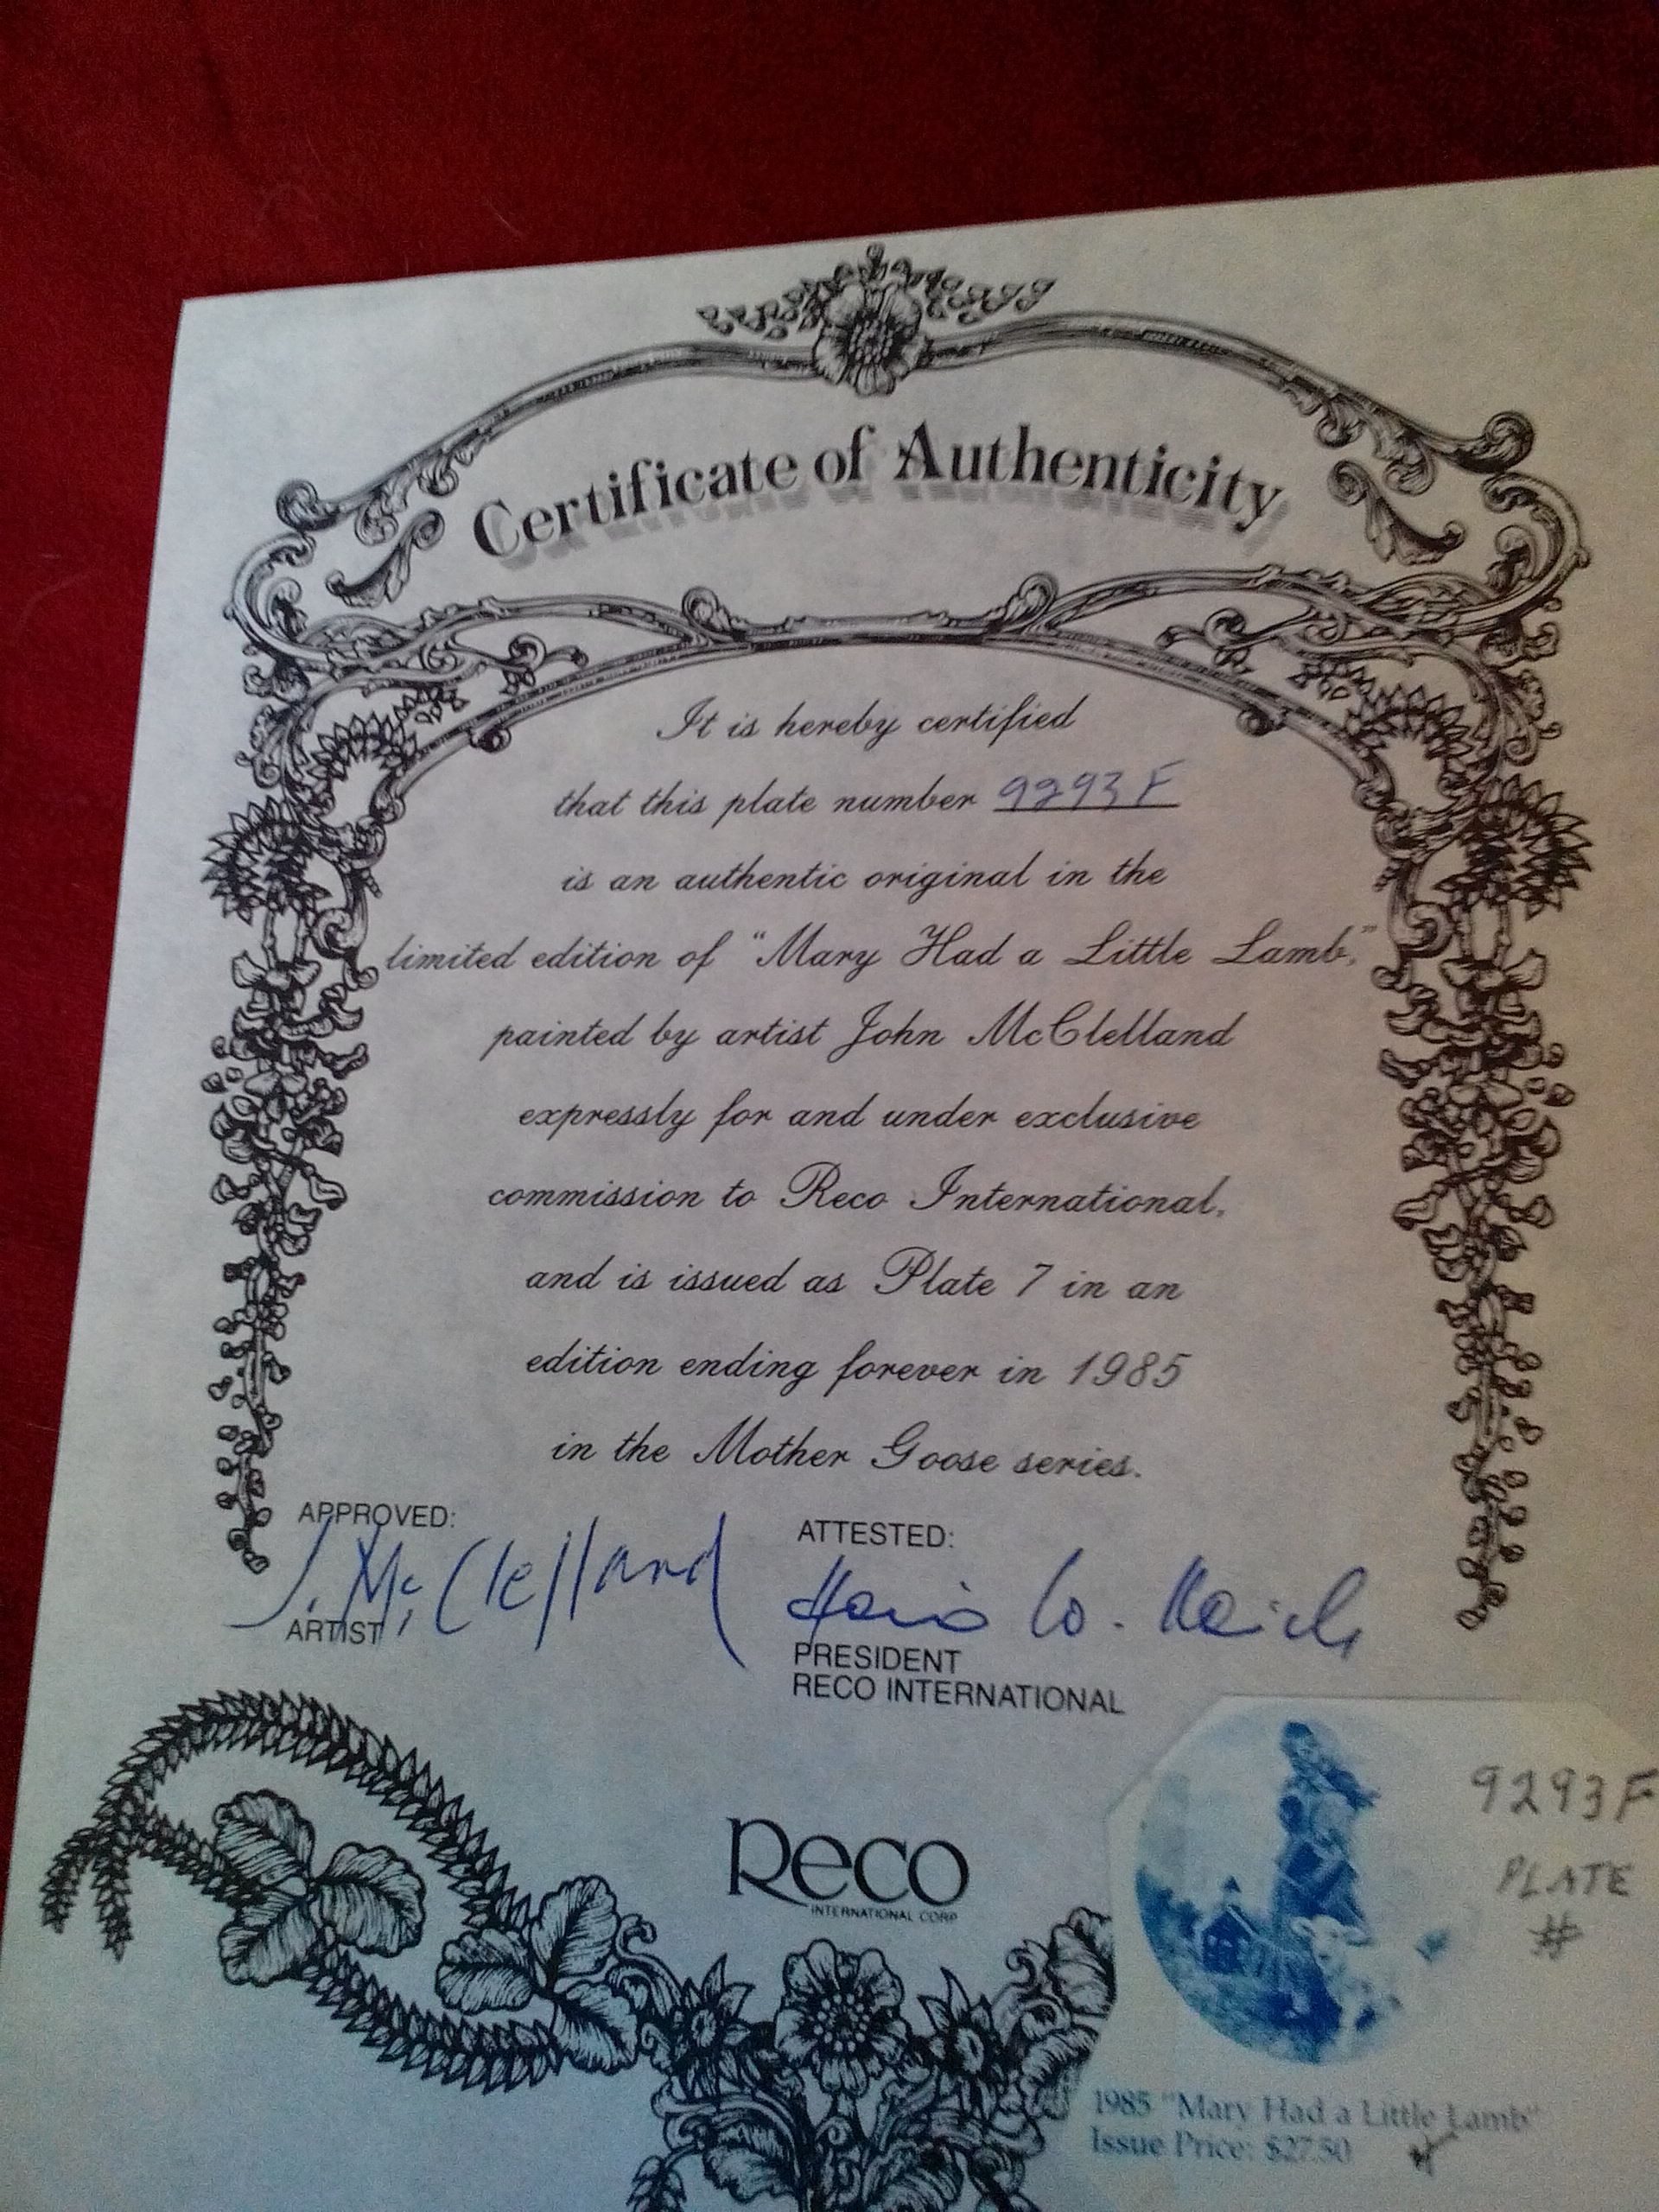 Certificate of Authenticity
It is hereby certified
that this plate number 9293F
is an authentic original in the
limited edition of "Mary Had a Little Lamb,"
painted by artist John McClelland
expressly for and under exclusive
commission to Reco International,
and is issued as Plate 7 in an
edition ending forever in 1985
in the Mother Goose series.
APPROVED:
J. McClelland
ARTIST
ATTESTED:
W. Reich
PRESIDENT
RECO INTERNATIONAL
Reco
INTERNATIONAL CORP
9293F
PLATE
#
1985 "Mary Had a Little Lamb"
Issue Price: $27.50